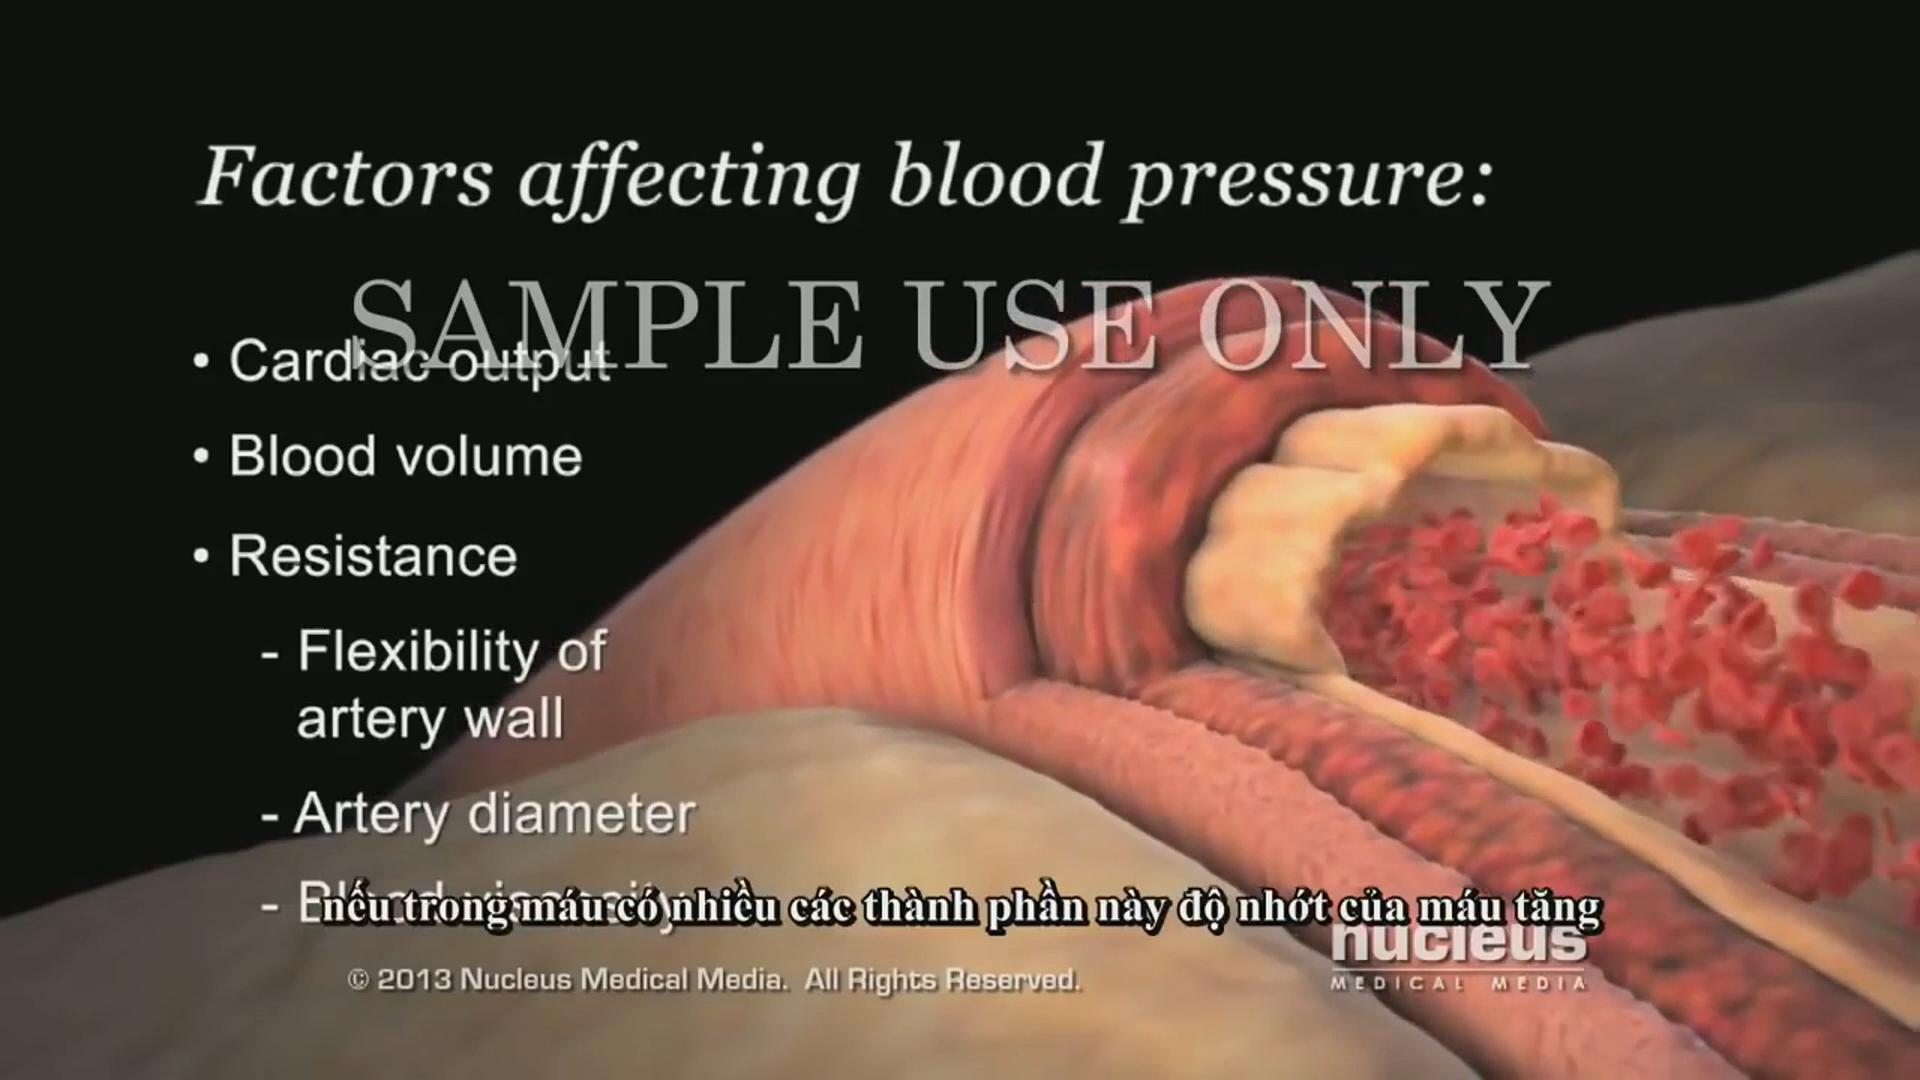 Factors affecting blood pressure:
SAMPLE USE ONLY
• Cardiac output
• Blood volume
• Resistance
- Flexibility of
artery wall
- Artery diameter
- Blood viscosity
nếu trong máu có nhiều các thành phần này độ nhớt của máu tăng
nucleus
MEDICAL MEDIA
© 2013 Nucleus Medical Media. All Rights Reserved.